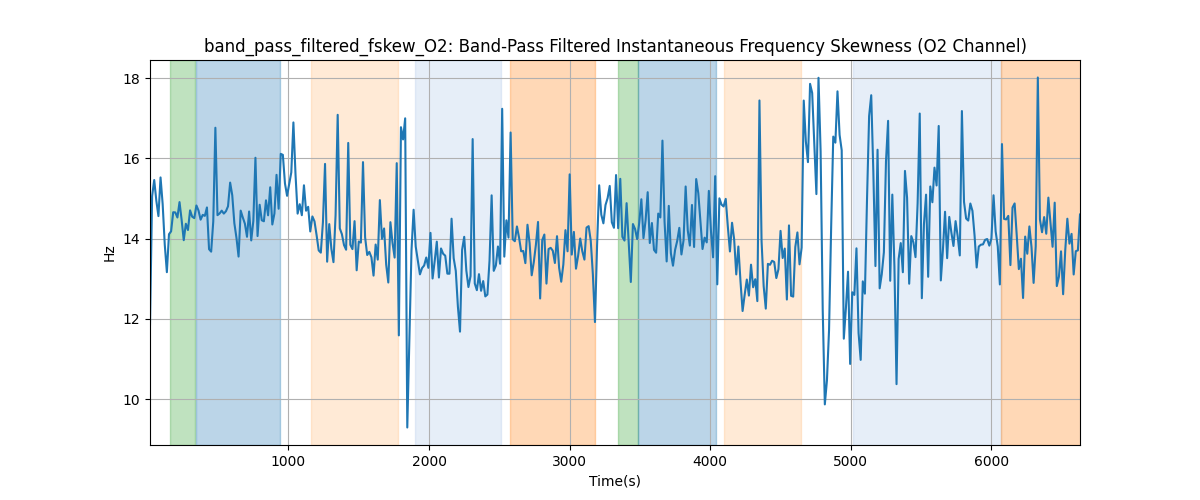 band_pass_filtered_fskew_O2: Band-Pass Filtered Instantaneous Frequency Skewness (O2 Channel)
18
16
14
12
10
Hz
1000 2000 3000 4000 5000 6000
Time(s)